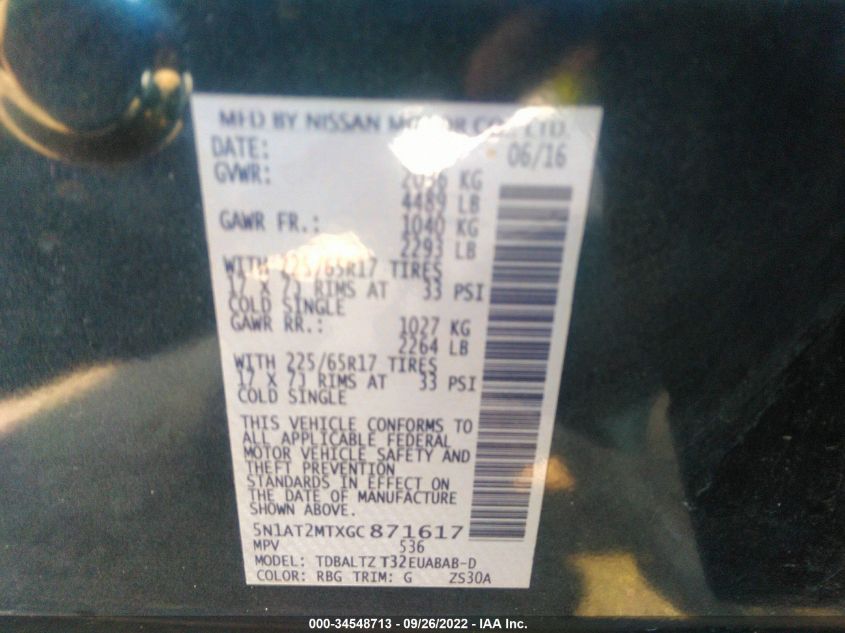 MFD BY NISSAN MOTOR CO., LTD.
DATE: 06/16
GVWR: 2036 KG
4489 LB
GAWR FR.: 1040 KG
2293 LB
WITH 225/65R17 TIRES
17 X 7J RIMS AT 33 PSI
COLD SINGLE
GAWR RR.: 1027 KG
2264 LB
WITH 225/65R17 TIRES
17 X 7J RIMS AT 33 PSI
COLD SINGLE
THIS VEHICLE CONFORMS TO
ALL APPLICABLE FEDERAL
MOTOR VEHICLE SAFETY AND
THEFT PREVENTION
STANDARDS IN EFFECT ON
THE DATE OF MANUFACTURE
SHOWN ABOVE.
5N1AT2MTXGC871617
MPV 536
MODEL: TDBALTZ T32EUABAB-D
COLOR: RBG TRIM: G ZS30A
000-34548713 - 09/26/2022 - IAA Inc.